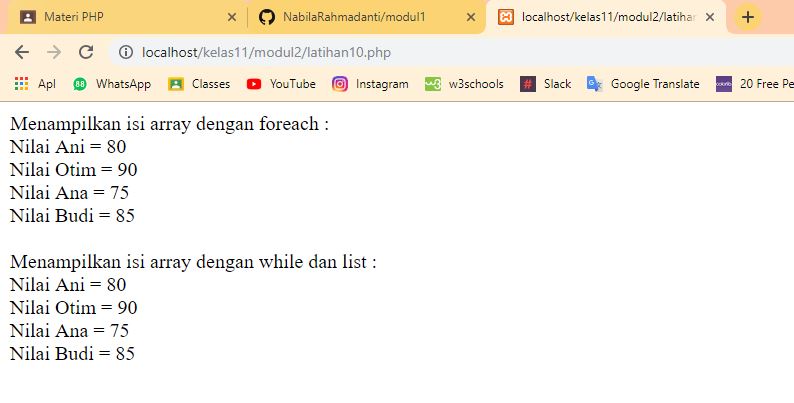 Materi PHP
NabilaRahmadanti/modul1
localhost/kelas11/modul2/latihan
localhost/kelas11/modul2/latihan10.php
Apl
88
WhatsApp
Classes
YouTube
Instagram
w3
w3schools
Slack
Google Translate
colorlib
20 Free Pe
Menampilkan isi array dengan foreach :
Nilai Ani = 80
Nilai Otim = 90
Nilai Ana = 75
Nilai Budi = 85
Menampilkan isi array dengan while dan list :
Nilai Ani = 80
Nilai Otim = 90
Nilai Ana = 75
Nilai Budi = 85